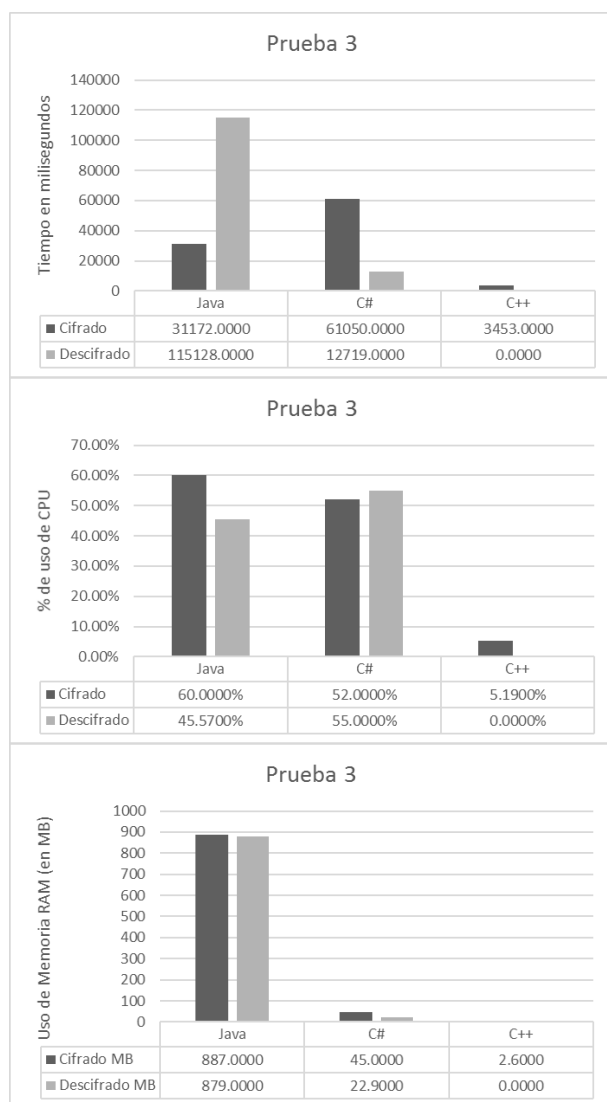 Prueba 3
Tiempo en milisegundos
140000
120000
100000
80000
60000
40000
20000
0
Java C# C++
Cifrado 31172.0000 61050.0000 3453.0000
Descifrado 115128.0000 12719.0000 0.0000
Prueba 3
% de uso de CPU
70.00%
60.00%
50.00%
40.00%
30.00%
20.00%
10.00%
0.00%
Java C# C++
Cifrado 60.0000% 52.0000% 5.1900%
Descifrado 45.5700% 55.0000% 0.0000%
Prueba 3
Uso de Memoria RAM (en MB)
1000
900
800
700
600
500
400
300
200
100
0
Java C# C++
Cifrado MB 887.0000 45.0000 2.6000
Descifrado MB 879.0000 22.9000 0.0000